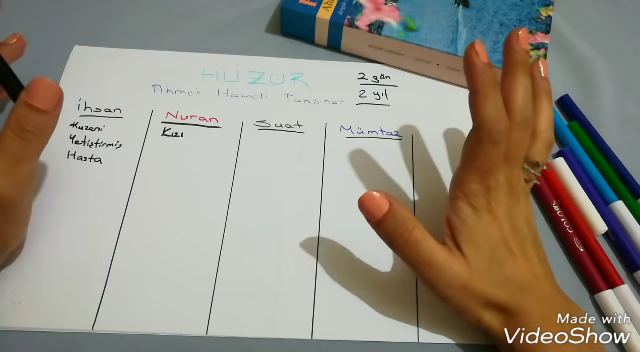 HUZUR
Ahmet Hamdi Tanpınar
2 gün
2 yıl
İhsan
Kuzeni
Yetiştirmiş
Hasta
Nuran
Kızı
Suat
Mümtaz
Made with
VideoShow